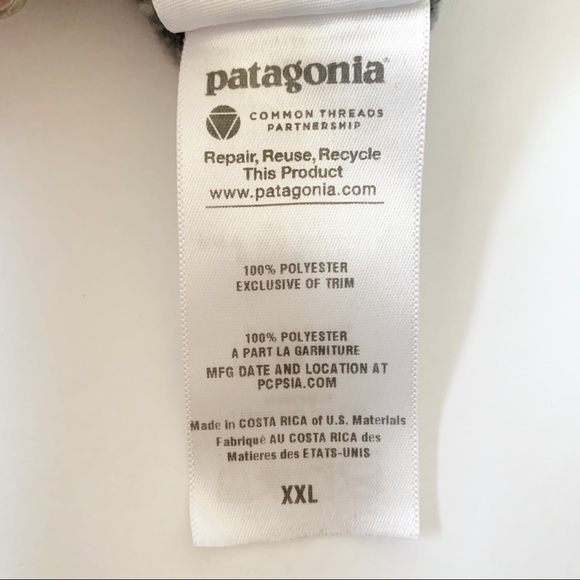 patagonia®
COMMON THREADS
PARTNERSHIP
Repair, Reuse, Recycle
This Product
www.patagonia.com
100% POLYESTER
EXCLUSIVE OF TRIM
100% POLYESTER
A PART LA GARNITURE
MFG DATE AND LOCATION AT
PCPSIA.COM
Made in COSTA RICA of U.S. Materials
Fabriqué AU COSTA RICA des
Matieres des ETATS-UNIS
XXL